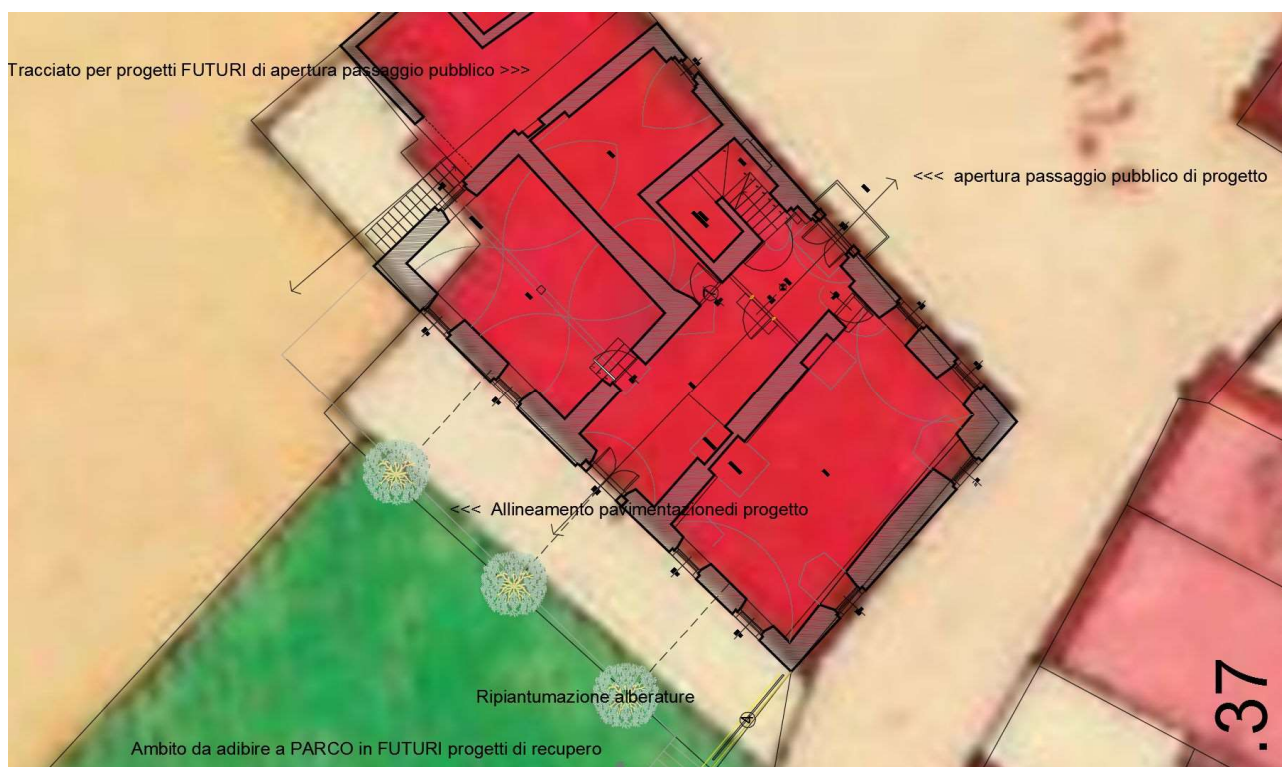 Tracciato per progetti FUTURI di apertura passaggio pubblico >>>
<<< apertura passaggio pubblico di progetto
<<< Allineamento pavimentazionedi progetto
Ripiantumazione alberature
Ambito da adibire a PARCO in FUTURI progetti di recupero
.37